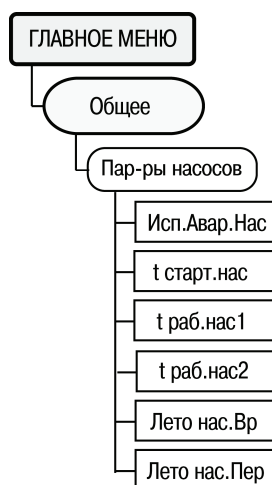 ГЛАВНОЕ МЕНЮ
Общее
Пар-ры насосов
Исп.Авар.Нас
t старт.нас
t раб.нас1
t раб.нас2
Лето нас.Вр
Лето нас.Пер